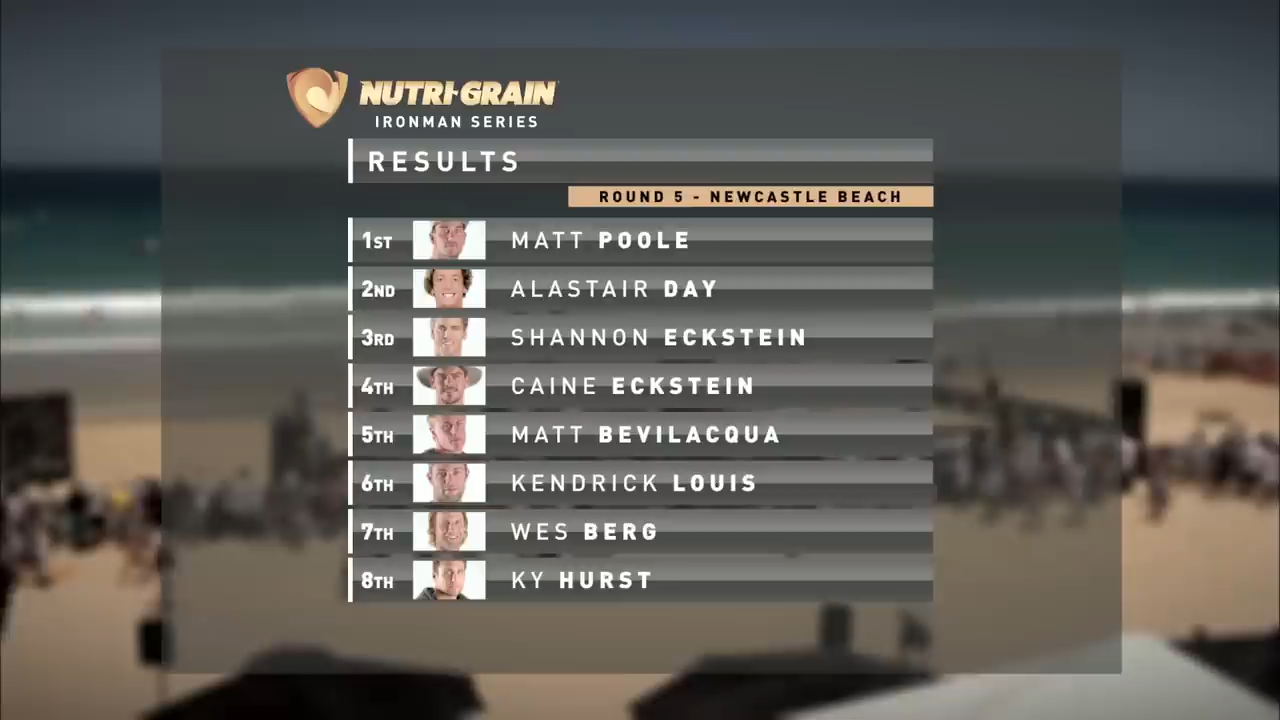 NUTRI-GRAIN
IRONMAN SERIES
RESULTS
ROUND 5 - NEWCASTLE BEACH
1ST MATT POOLE
2ND ALASTAIR DAY
3RD SHANNON ECKSTEIN
4TH CAINE ECKSTEIN
5TH MATT BEVILACQUA
6TH KENDRICK LOUIS
7TH WES BERG
8TH KY HURST